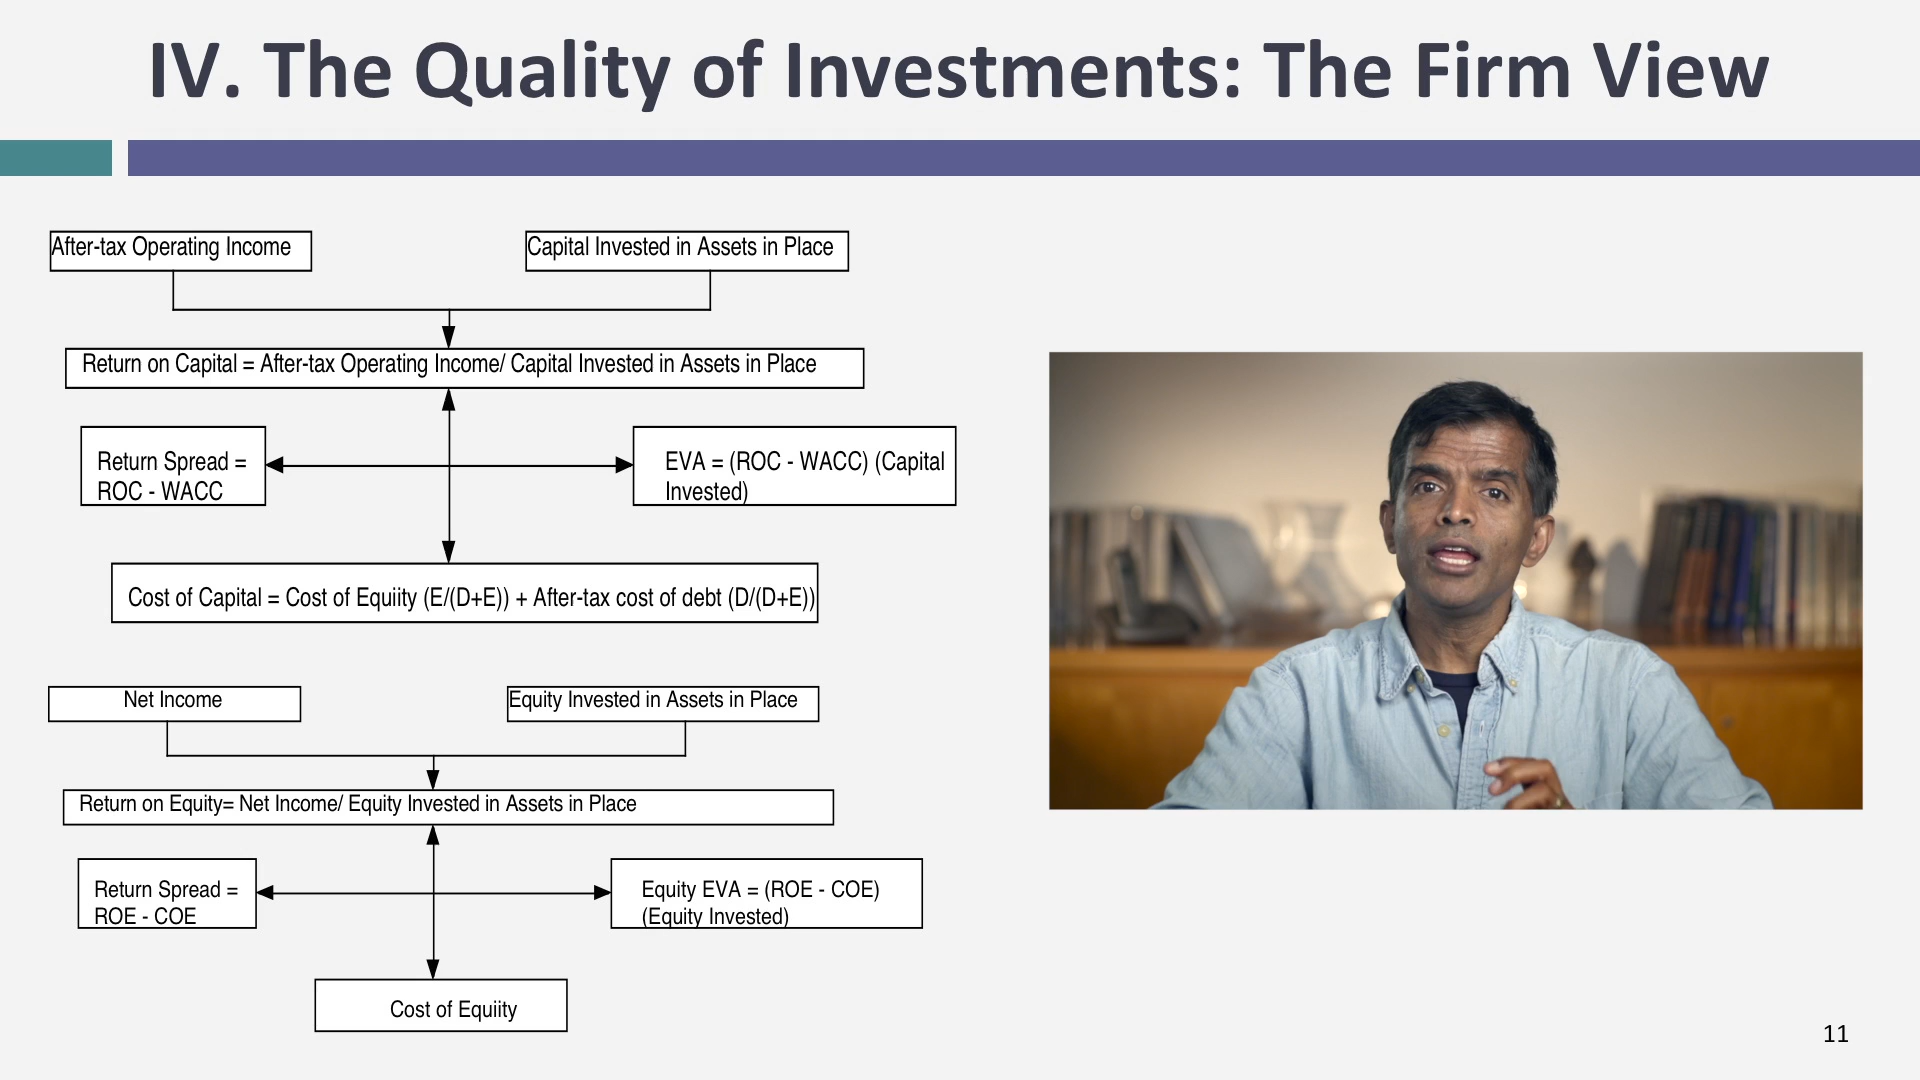 IV. The Quality of Investments: The Firm View
After-tax Operating Income
Capital Invested in Assets in Place
Return on Capital = After-tax Operating Income/ Capital Invested in Assets in Place
Return Spread =
ROC - WACC
EVA = (ROC - WACC) (Capital
Invested)
Cost of Capital = Cost of Equiity (E/(D+E)) + After-tax cost of debt (D/(D+E))
Net Income
Equity Invested in Assets in Place
Return on Equity= Net Income/ Equity Invested in Assets in Place
Return Spread =
ROE - COE
Equity EVA = (ROE - COE)
(Equity Invested)
Cost of Equiity
11